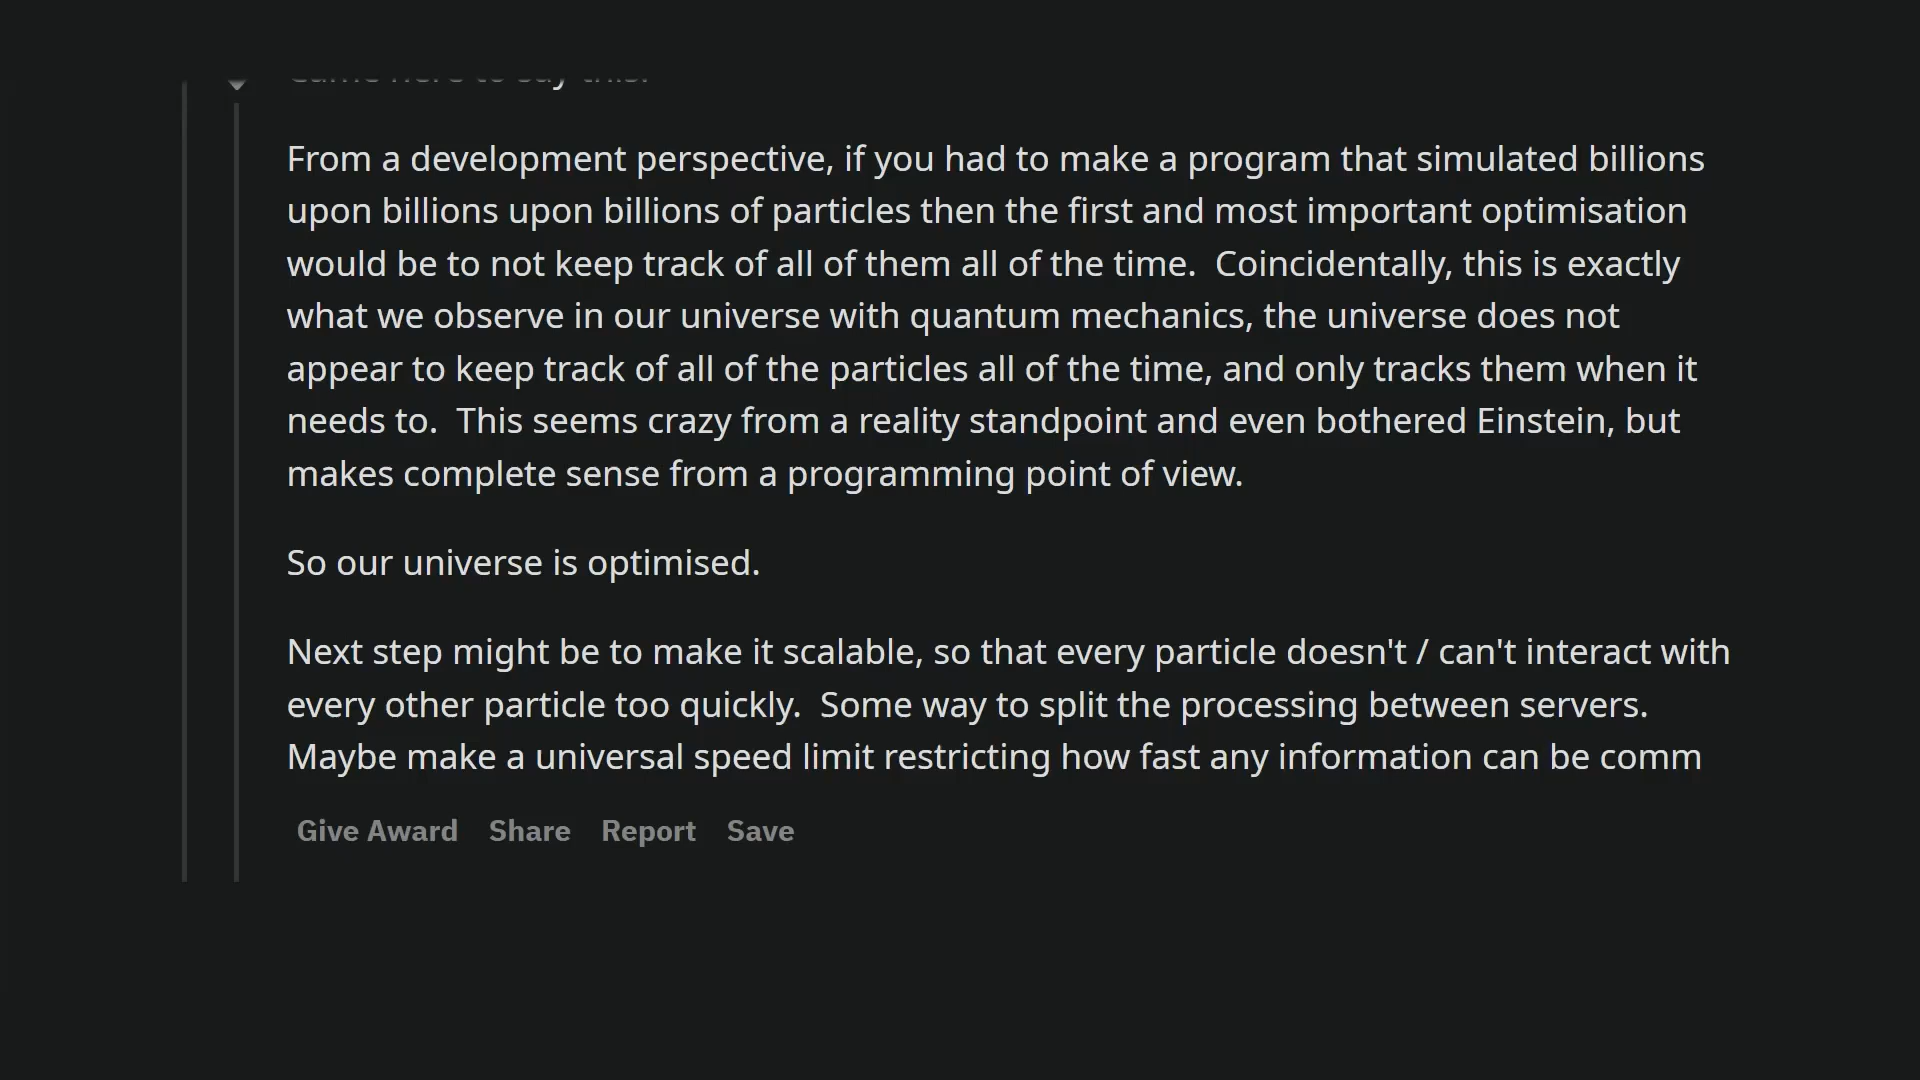 From a development perspective, if you had to make a program that simulated billions
upon billions upon billions of particles then the first and most important optimisation
would be to not keep track of all of them all of the time.  Coincidentally, this is exactly
what we observe in our universe with quantum mechanics, the universe does not
appear to keep track of all of the particles all of the time, and only tracks them when it
needs to.  This seems crazy from a reality standpoint and even bothered Einstein, but
makes complete sense from a programming point of view.
So our universe is optimised.
Next step might be to make it scalable, so that every particle doesn't / can't interact with
every other particle too quickly.  Some way to split the processing between servers.
Maybe make a universal speed limit restricting how fast any information can be comm
Give Award Share Report Save